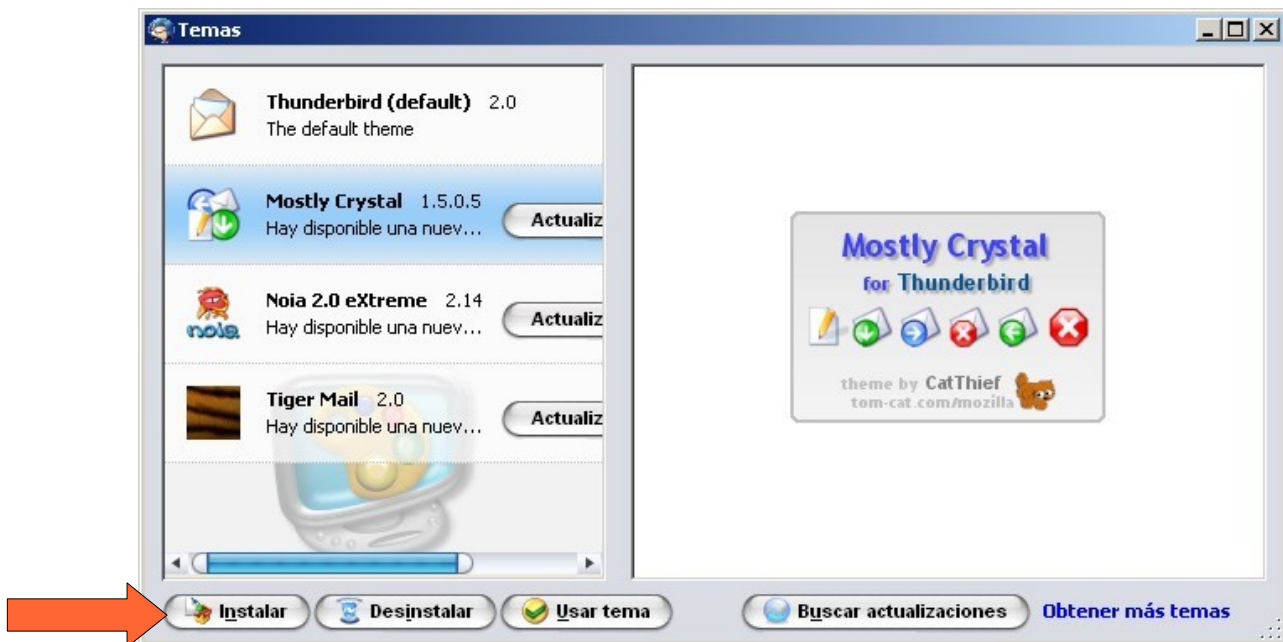 Temas
Thunderbird (default) 2.0
The default theme
Mostly Crystal 1.5.0.5
Hay disponible una nuev...
Actualiz
noia
Noia 2.0 eXtreme 2.14
Hay disponible una nuev...
Actualiz
Tiger Mail 2.0
Hay disponible una nuev...
Actualiz
Mostly Crystal
for Thunderbird
theme by CatThief
tom-cat.com/mozilla
Instalar
Desinstalar
Usar tema
Buscar actualizaciones
Obtener más temas